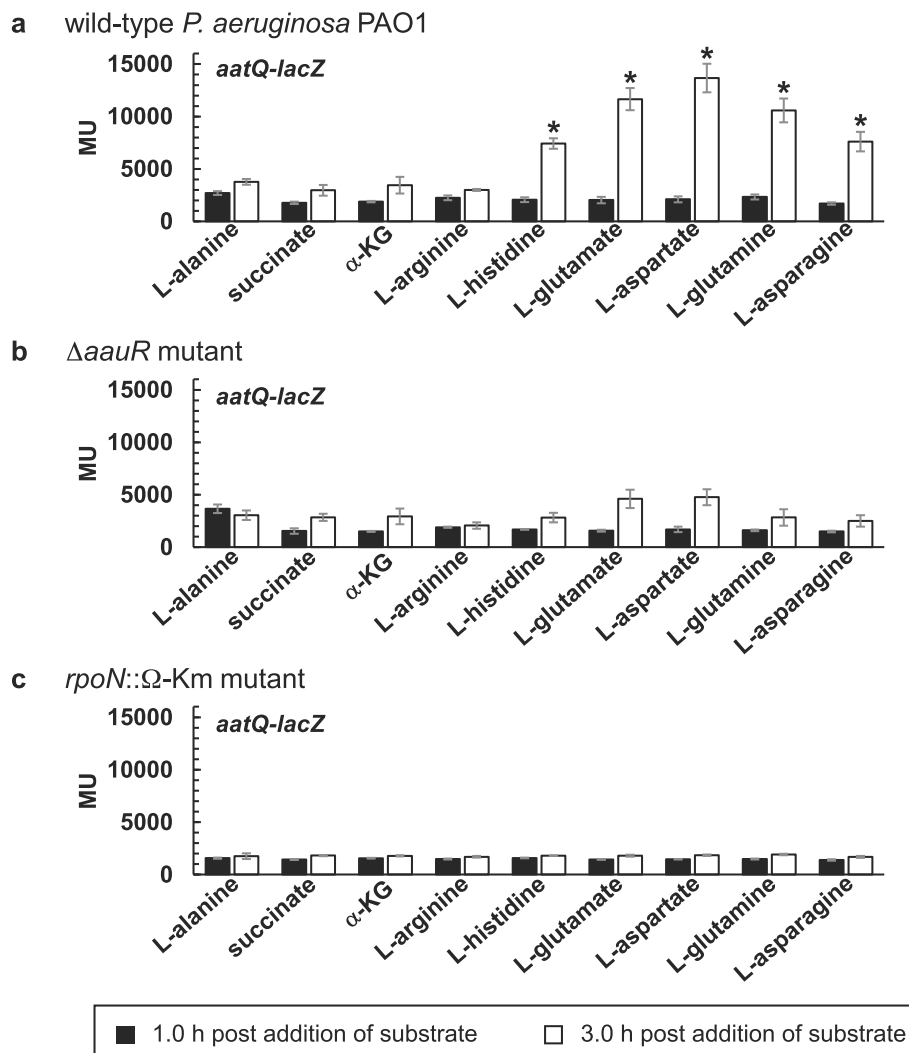 a wild-type P. aeruginosa PAO1
aatQ-lacZ
MU
15000
10000
5000
0
* * * * *
L-alanine
succinate
α-KG
L-arginine
L-histidine
L-glutamate
L-aspartate
L-glutamine
L-asparagine
b ΔaauR mutant
aatQ-lacZ
MU
15000
10000
5000
0
L-alanine
succinate
α-KG
L-arginine
L-histidine
L-glutamate
L-aspartate
L-glutamine
L-asparagine
c rpoN::Ω-Km mutant
aatQ-lacZ
MU
15000
10000
5000
0
L-alanine
succinate
α-KG
L-arginine
L-histidine
L-glutamate
L-aspartate
L-glutamine
L-asparagine
1.0 h post addition of substrate
3.0 h post addition of substrate